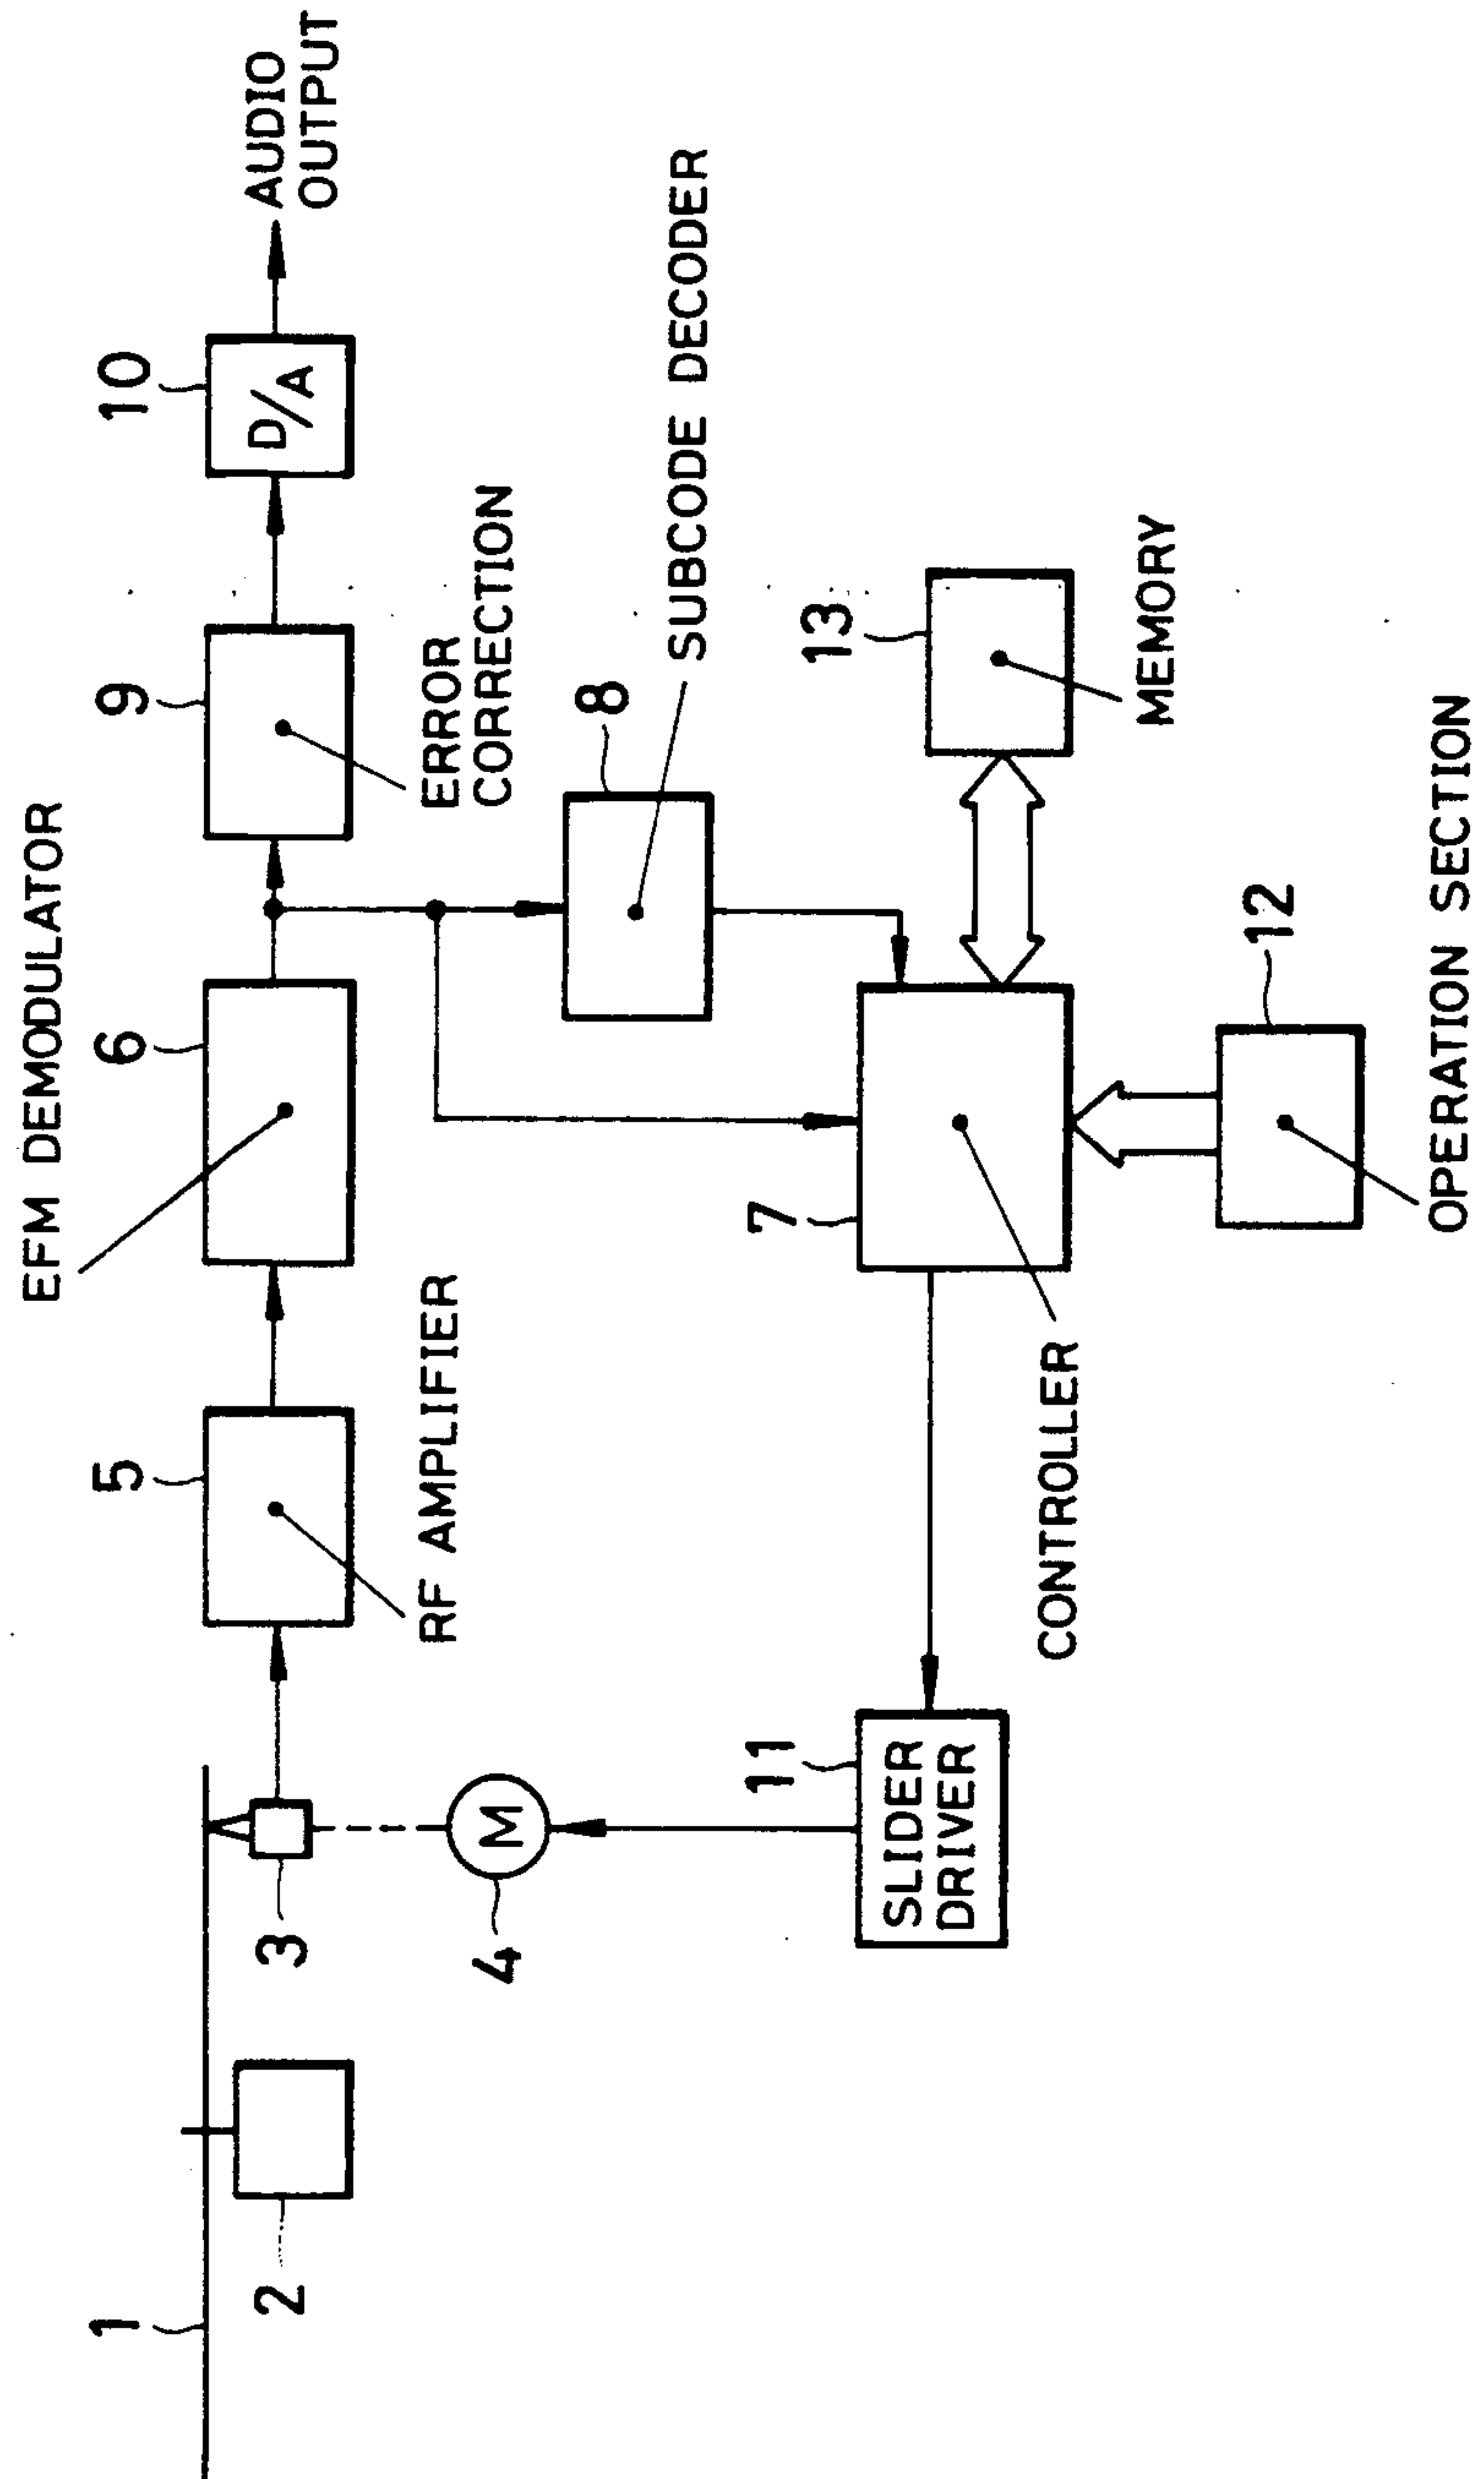 EFM DEMODULATOR
1
5
6
9
10
2
3
D/A
AUDIO
OUTPUT
RF AMPLIFIER
ERROR
CORRECTION
4
M
8
SUBCODE DECODER
11
7
13
SLIDER
DRIVER
CONTROLLER
MEMORY
12
OPERATION SECTION